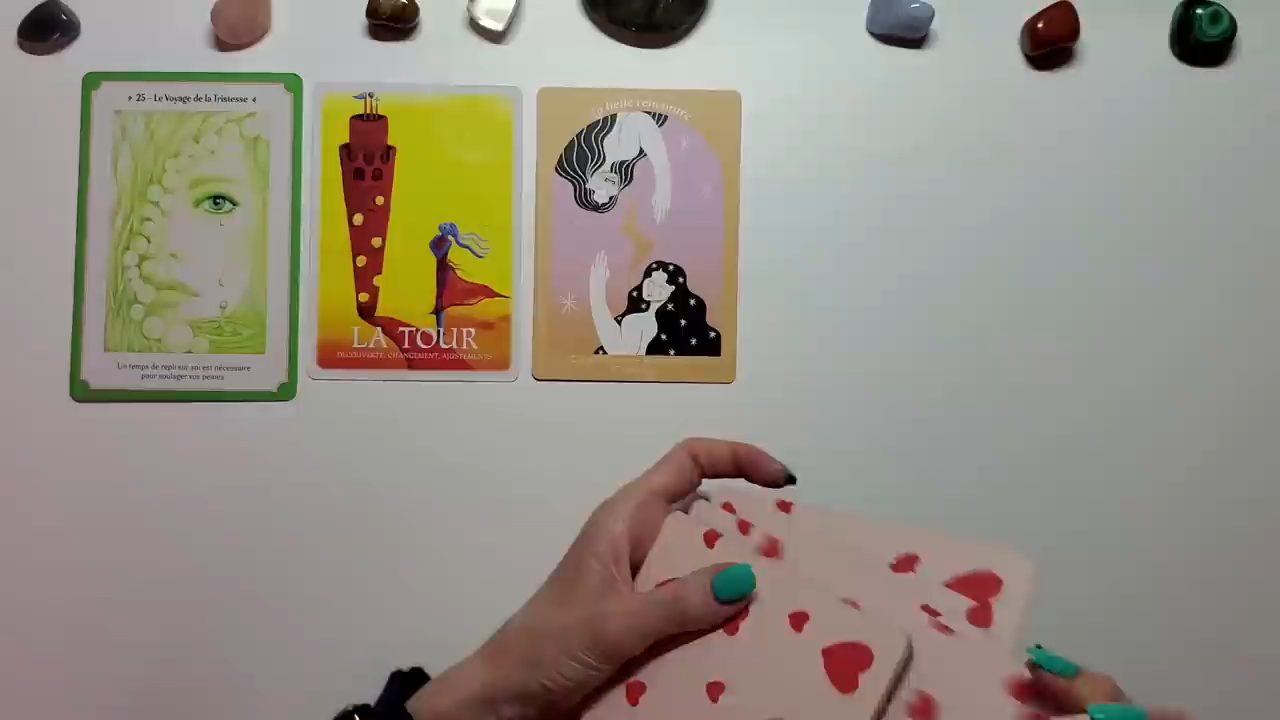 25 - Le Voyage de la Tristesse
Un temps de repli sur soi est nécessaire
pour soulager vos peines
LA TOUR
DÉCOUVERTE, CHANGEMENT, AJUSTEMENTS
la belle rencontre